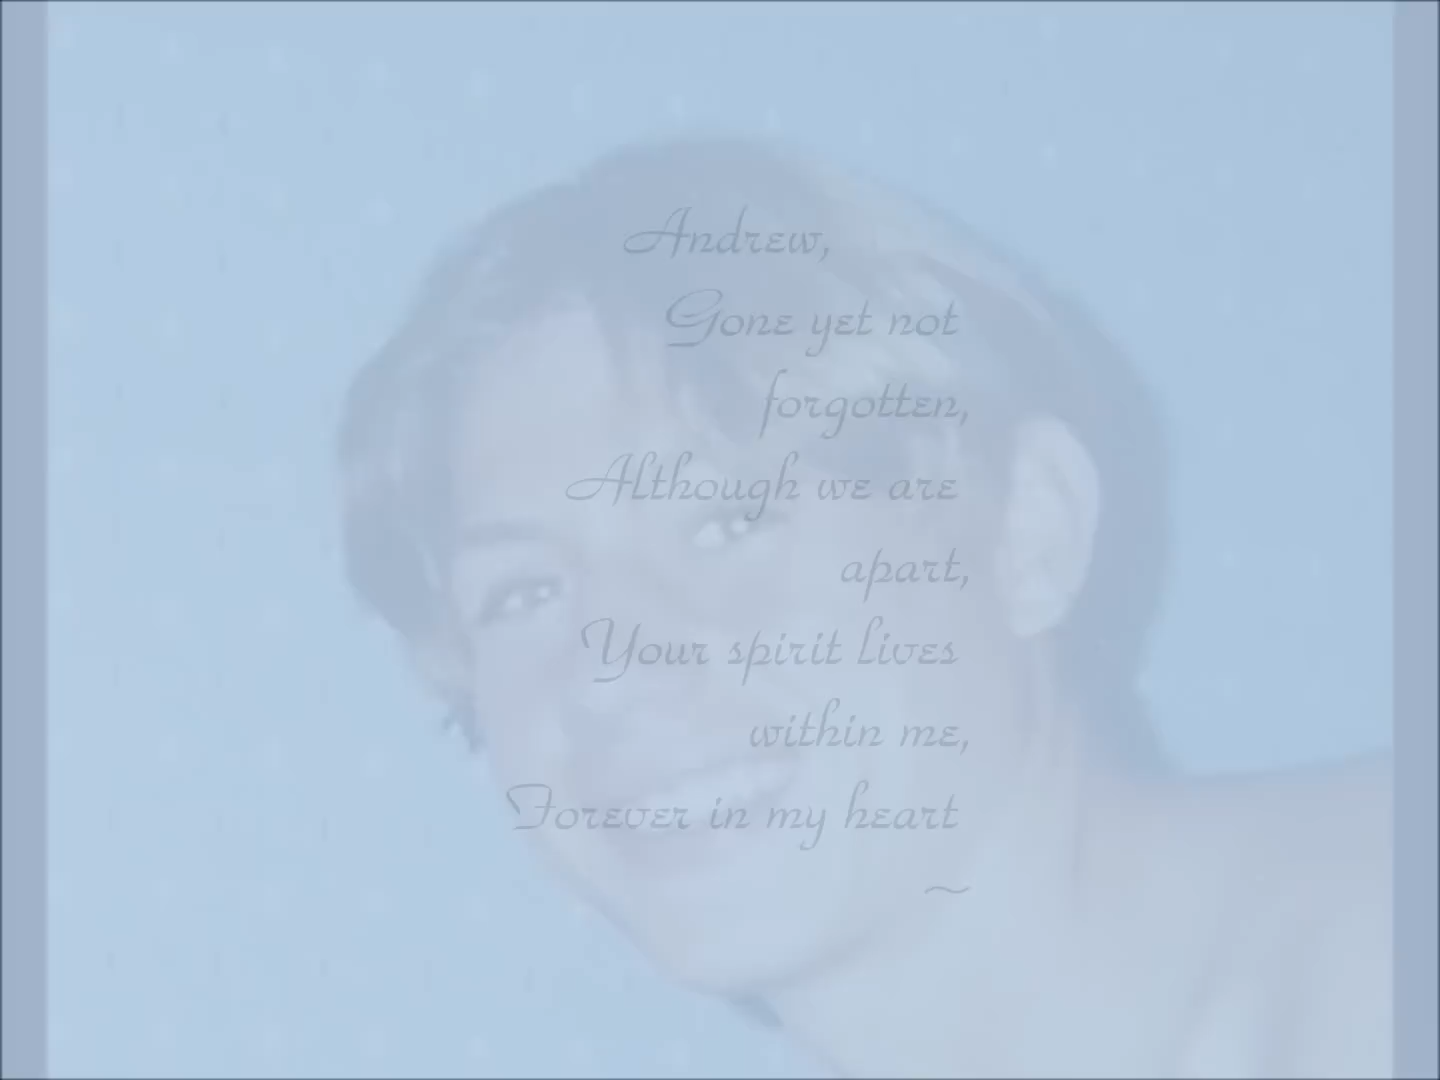 Andrew,
Gone yet not
forgotten,
Although we are
apart,
Your spirit lives
within me,
Forever in my heart
~